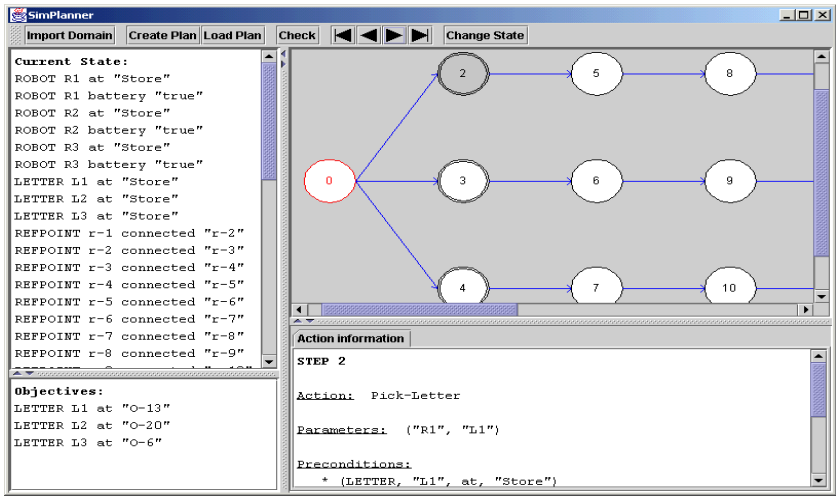 SimPlanner
Import Domain Create Plan Load Plan Check Change State
Current State:
ROBOT R1 at "Store"
ROBOT R1 battery "true"
ROBOT R2 at "Store"
ROBOT R2 battery "true"
ROBOT R3 at "Store"
ROBOT R3 battery "true"
LETTER L1 at "Store"
LETTER L2 at "Store"
LETTER L3 at "Store"
REFPOINT r-1 connected "r-2"
REFPOINT r-2 connected "r-3"
REFPOINT r-3 connected "r-4"
REFPOINT r-4 connected "r-5"
REFPOINT r-5 connected "r-6"
REFPOINT r-6 connected "r-7"
REFPOINT r-7 connected "r-8"
REFPOINT r-8 connected "r-9"
Objectives:
LETTER L1 at "O-13"
LETTER L2 at "O-20"
LETTER L3 at "O-6"
2 5 8
0 3 6 9
4 7 10
Action information
STEP 2
Action: Pick-Letter
Parameters: ("R1", "L1")
Preconditions:
* (LETTER, "L1", at, "Store")